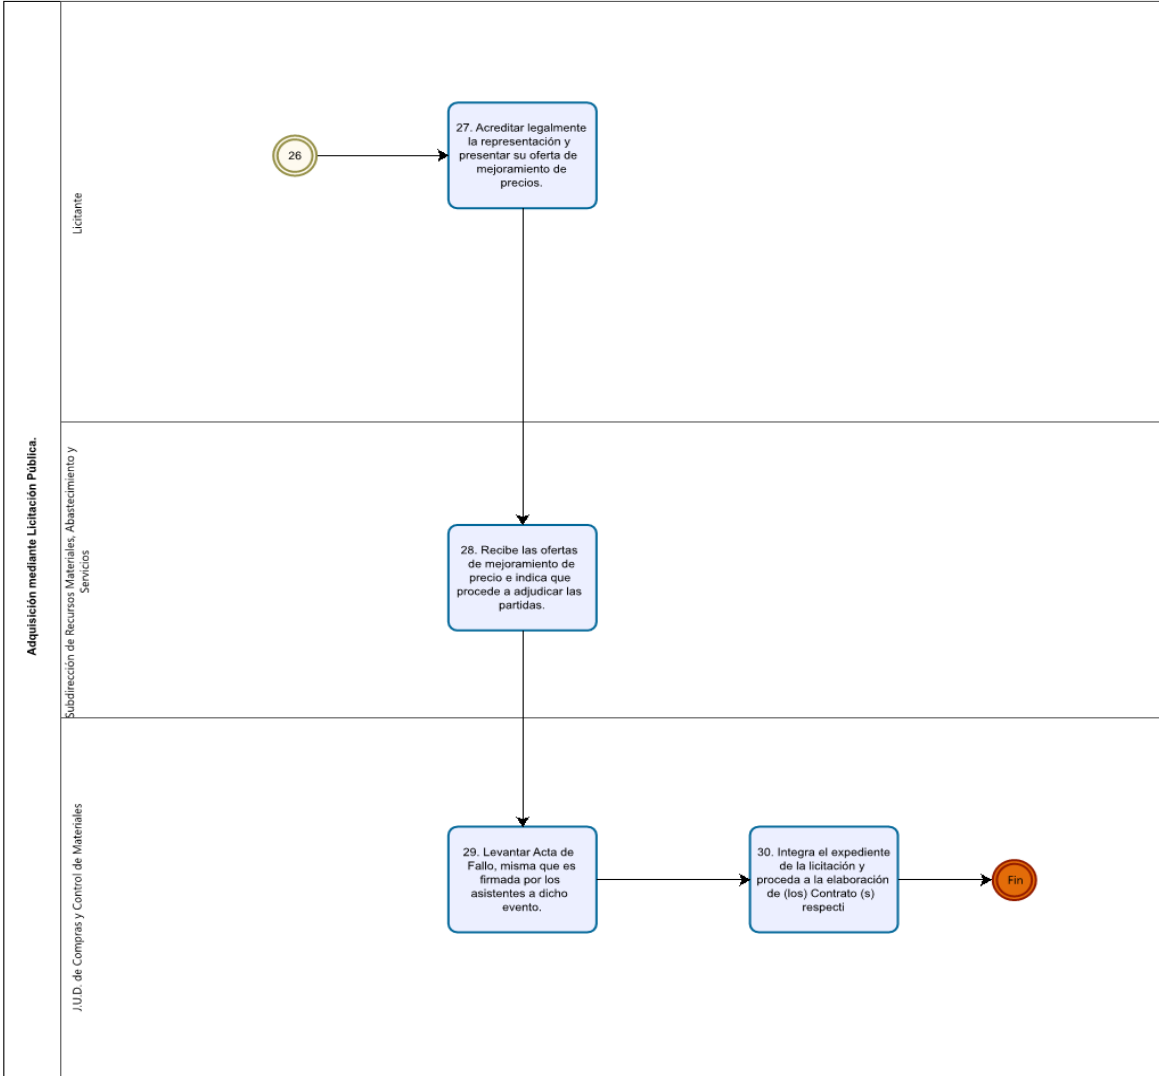 Adquisición mediante Licitación Pública.
Licitante
26
27. Acreditar legalmente
la representación y
presentar su oferta de
mejoramiento de
precios.
Subdirección de Recursos Materiales, Abastecimiento y
Servicios
28. Recibe las ofertas
de mejoramiento de
precio e indica que
procede a adjudicar las
partidas.
J.U.D. de Compras y Control de Materiales
29. Levantar Acta de
Fallo, misma que es
firmada por los
asistentes a dicho
evento.
30. Integra el expediente
de la licitación y
proceda a la elaboración
de (los) Contrato (s)
respecti
Fin